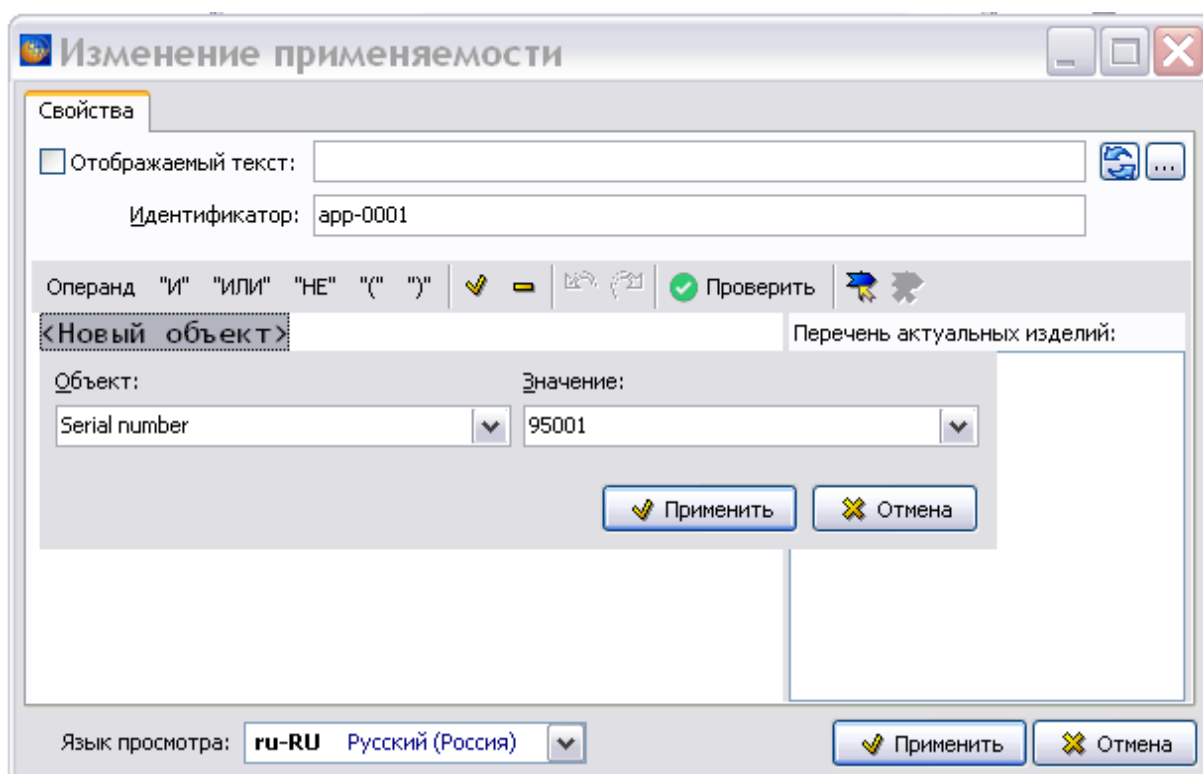 Изменение применяемости
Свойства
Отображаемый текст:
...
Идентификатор: app-0001
Операнд "И" "ИЛИ" "НЕ" "(" ")" Проверить
<Новый объект> Перечень актуальных изделий:
Объект: Значение:
Serial number 95001
Применить Отмена
Язык просмотра: ru-RU Русский (Россия) Применить Отмена